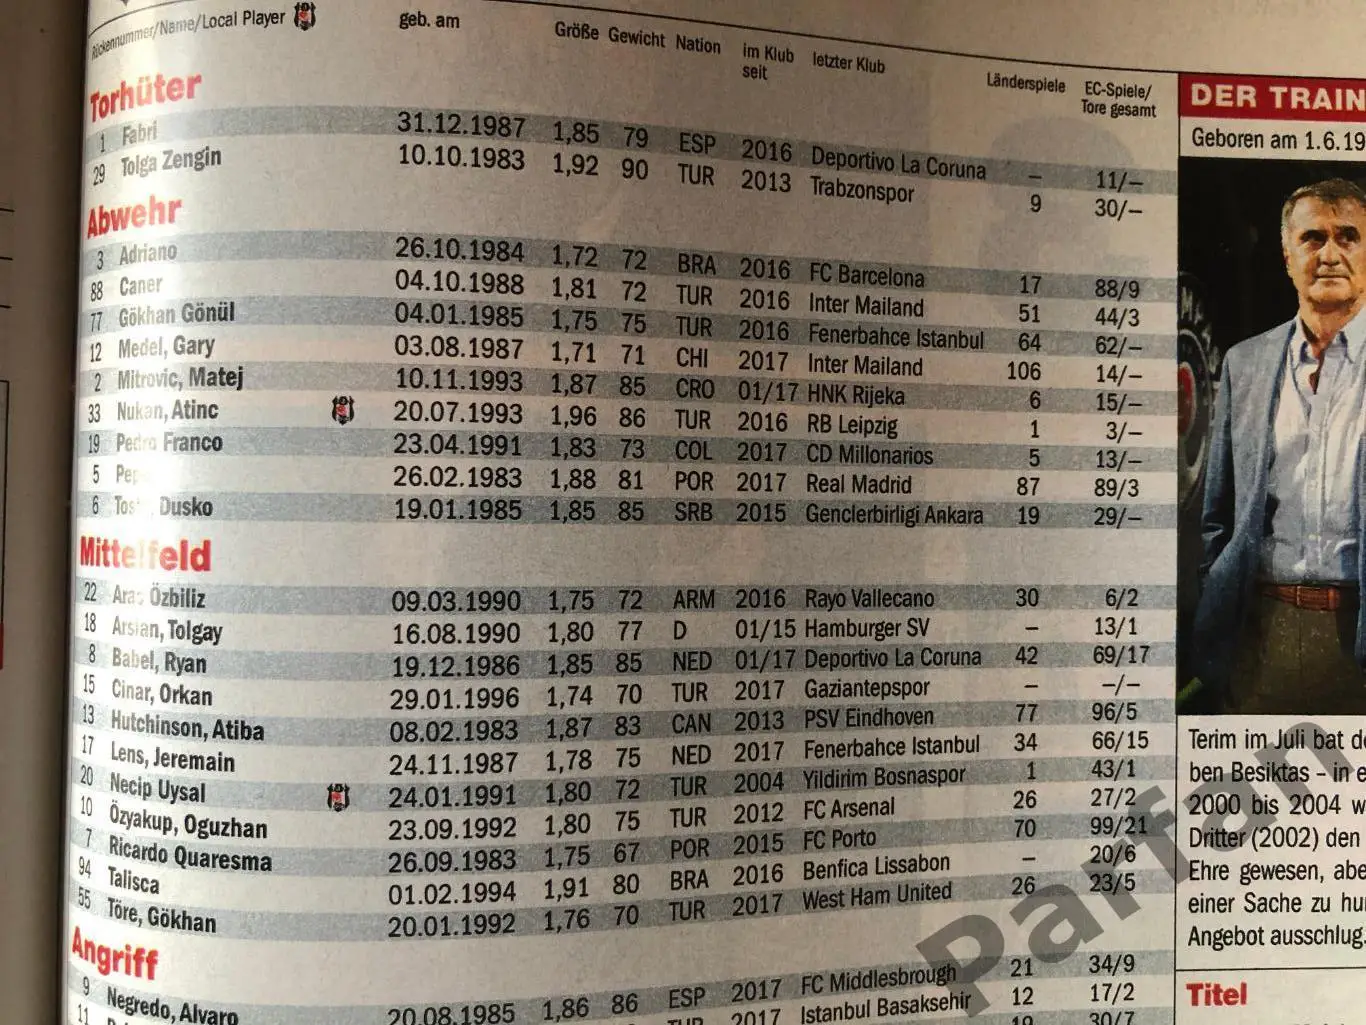 Rückennummer/Name/Local Player geb. am Größe Gewicht Nation im Klub seit letzter Klub Länderspiele EC-Spiele/Tore gesamt
Torhüter
1 Fabri 31.12.1987 1,85 79 ESP 2016 Deportivo La Coruna – 11/–
29 Tolga Zengin 10.10.1983 1,92 90 TUR 2013 Trabzonspor 9 30/–
Abwehr
3 Adriano 26.10.1984 1,72 72 BRA 2016 FC Barcelona 17 88/9
88 Caner 04.10.1988 1,81 72 TUR 2016 Inter Mailand 51 44/3
77 Gökhan Gönül 04.01.1985 1,75 75 TUR 2016 Fenerbahce Istanbul 64 62/–
12 Medel, Gary 03.08.1987 1,71 71 CHI 2017 Inter Mailand 106 14/–
2 Mitrovic, Matej 10.11.1993 1,87 85 CRO 01/17 HNK Rijeka 6 15/–
33 Nukan, Atinc 20.07.1993 1,96 86 TUR 2016 RB Leipzig 1 3/–
19 Pedro Franco 23.04.1991 1,83 73 COL 2017 CD Millonarios 5 13/–
5 26.02.1983 1,88 81 POR 2017 Real Madrid 87 89/3
6 Dusko 19.01.1985 1,85 85 SRB 2015 Genclerbirligi Ankara 19 29/–
Mittelfeld
22 Aras Özbiliz 09.03.1990 1,75 72 ARM 2016 Rayo Vallecano 30 6/2
18 Arslan, Tolgay 16.08.1990 1,80 77 D 01/15 Hamburger SV – 13/1
8 Babel, Ryan 19.12.1986 1,85 85 NED 01/17 Deportivo La Coruna 42 69/17
15 Cinar, Orkan 29.01.1996 1,74 70 TUR 2017 Gaziantepspor – –/–
13 Hutchinson, Atiba 08.02.1983 1,87 83 CAN 2013 PSV Eindhoven 77 96/5
17 Lens, Jeremain 24.11.1987 1,78 75 NED 2017 Fenerbahce Istanbul 34 66/15
20 Necip Uysal 24.01.1991 1,80 72 TUR 2004 Yildirim Bosnaspor 1 43/1
10 Özyakup, Oguzhan 23.09.1992 1,80 75 TUR 2012 FC Arsenal 26 27/2
7 Ricardo Quaresma 26.09.1983 1,75 67 POR 2015 FC Porto 70 99/21
94 Talisca 01.02.1994 1,91 80 BRA 2016 Benfica Lissabon – 20/6
55 Töre, Gökhan 20.01.1992 1,76 70 TUR 2017 West Ham United 26 23/5
Angriff
9 Negredo, Alvaro 20.08.1985 1,86 86 ESP 2017 FC Middlesbrough 21 34/9
11 TUR 2017 Istanbul Basaksehir 12 17/2
19 30/7
DER TRAIN
Geboren am 1.6.19
Terim im Juli bat de
ben Besiktas – in e
2000 bis 2004 w
Dritter (2002) den
Ehre gewesen, abe
einer Sache zu hu
Angebot ausschlug.
Titel
Parfan